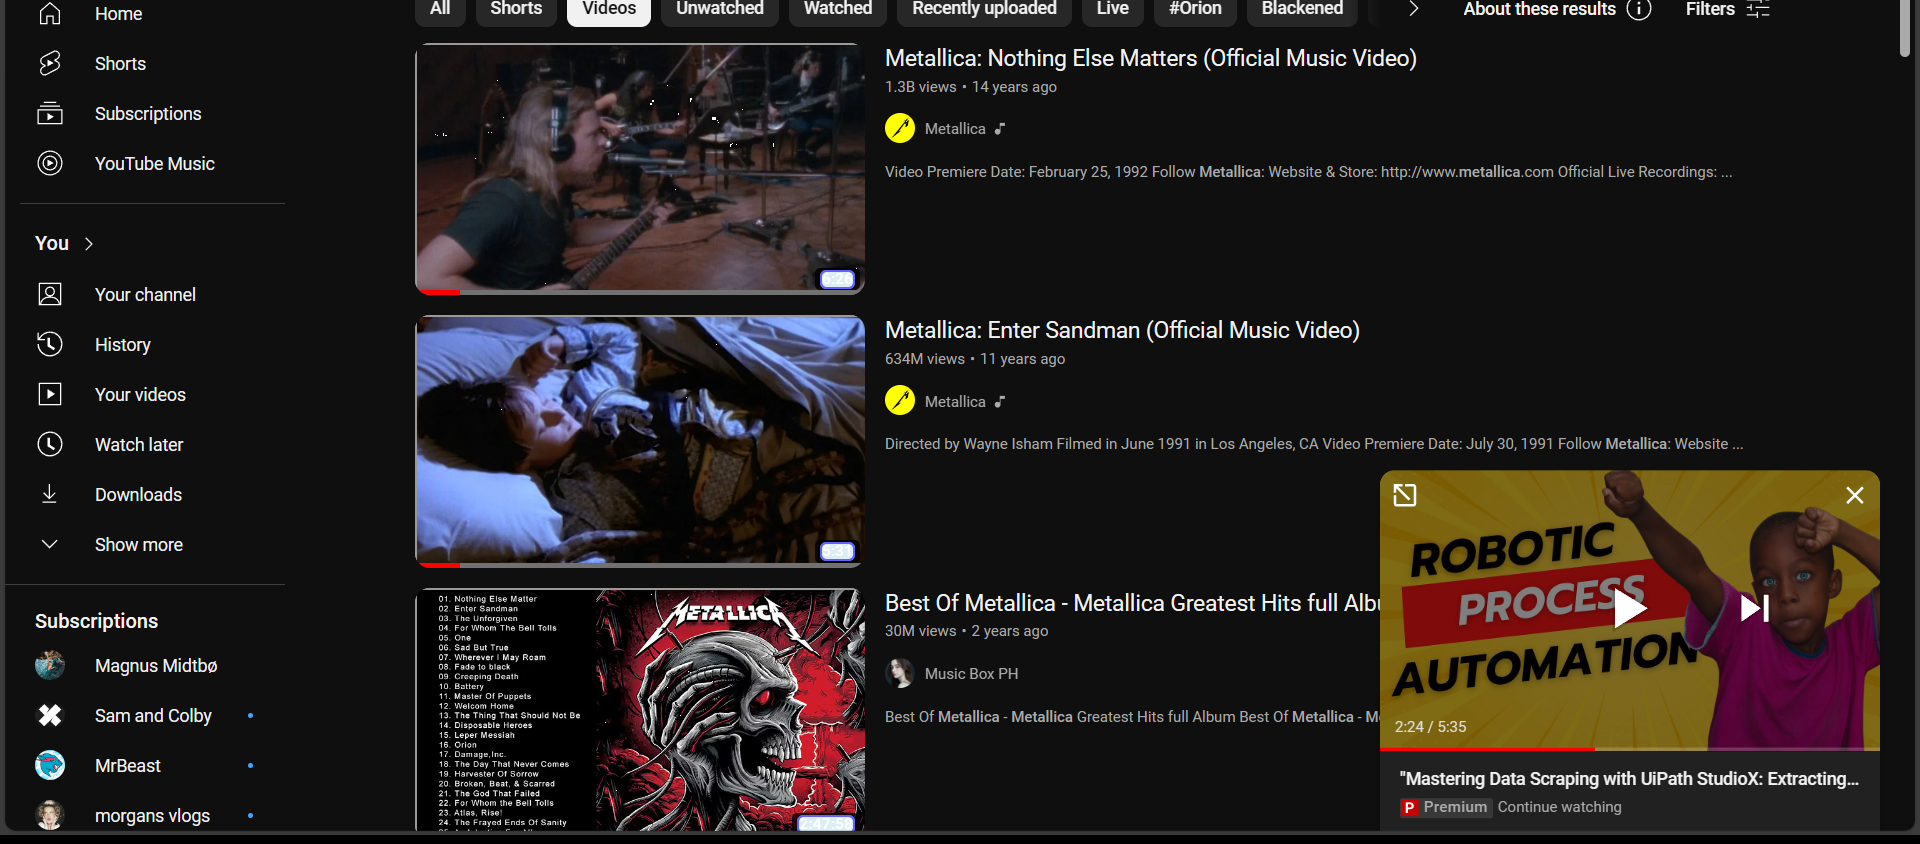 Home
Shorts
Subscriptions
YouTube Music
You
Your channel
History
Your videos
Watch later
Downloads
Show more
Subscriptions
Magnus Midtbø
Sam and Colby
MrBeast
morgans vlogs
All
Shorts
Videos
Unwatched
Watched
Recently uploaded
Live
#Orion
Blackened
About these results
Filters
Metallica: Nothing Else Matters (Official Music Video)
1.3B views • 14 years ago
Metallica
Video Premiere Date: February 25, 1992 Follow Metallica: Website & Store: http://www.metallica.com Official Live Recordings: ...
6:26
Metallica: Enter Sandman (Official Music Video)
634M views • 11 years ago
Metallica
Directed by Wayne Isham Filmed in June 1991 in Los Angeles, CA Video Premiere Date: July 30, 1991 Follow Metallica: Website ...
5:31
01. Nothing Else Matter
02. Enter Sandman
03. The Unforgiven
04. For Whom The Bell Tolls
05. One
06. Sad But True
07. Wherever I May Roam
08. Fade to black
09. Creeping Death
10. Battery
11. Master Of Puppets
12. Welcom Home
13. The Thing That Should Not Be
14. Disposable Heroes
15. Leper Messiah
16. Orion
17. Damage,Inc.
18. The Day That Never Comes
19. Harvester Of Sorrow
20. Broken, Beat, & Scarred
21. The God That Failed
22. For Whom the Bell Tolls
23. Atlas, Rise!
24. The Frayed Ends Of Sanity
METALLICA
Best Of Metallica - Metallica Greatest Hits full Albu
30M views • 2 years ago
Music Box PH
Best Of Metallica - Metallica Greatest Hits full Album Best Of Metallica - M
ROBOTIC
PROCESS
AUTOMATION
2:24 / 5:35
"Mastering Data Scraping with UiPath StudioX: Extracting...
P Premium Continue watching